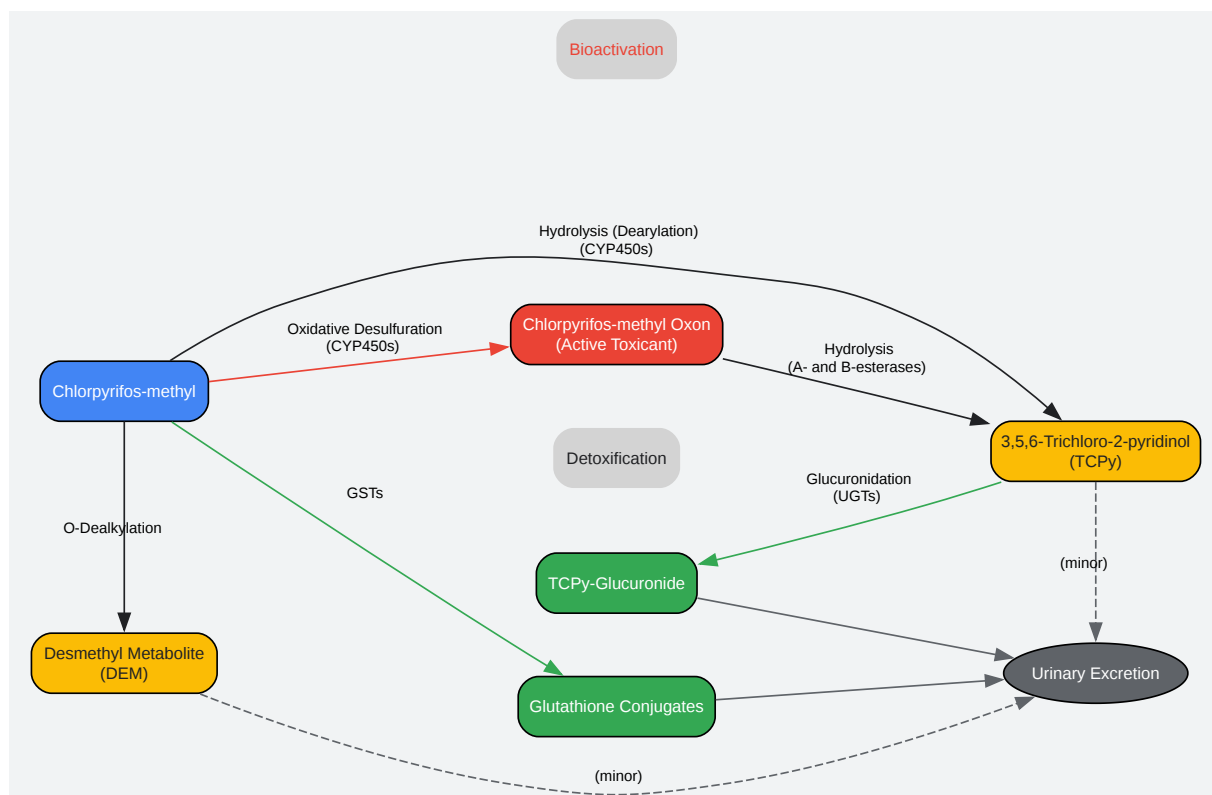 Bioactivation
Hydrolysis (Dearylation)
(CYP450s)
Oxidative Desulfuration
(CYP450s)
Chlorpyrifos-methyl Oxon
(Active Toxicant)
Hydrolysis
(A- and B-esterases)
Chlorpyrifos-methyl
3,5,6-Trichloro-2-pyridinol
(TCPy)
Detoxification
Glucuronidation
(UGTs)
GSTs
O-Dealkylation
(minor)
TCPy-Glucuronide
Desmethyl Metabolite
(DEM)
Urinary Excretion
Glutathione Conjugates
(minor)